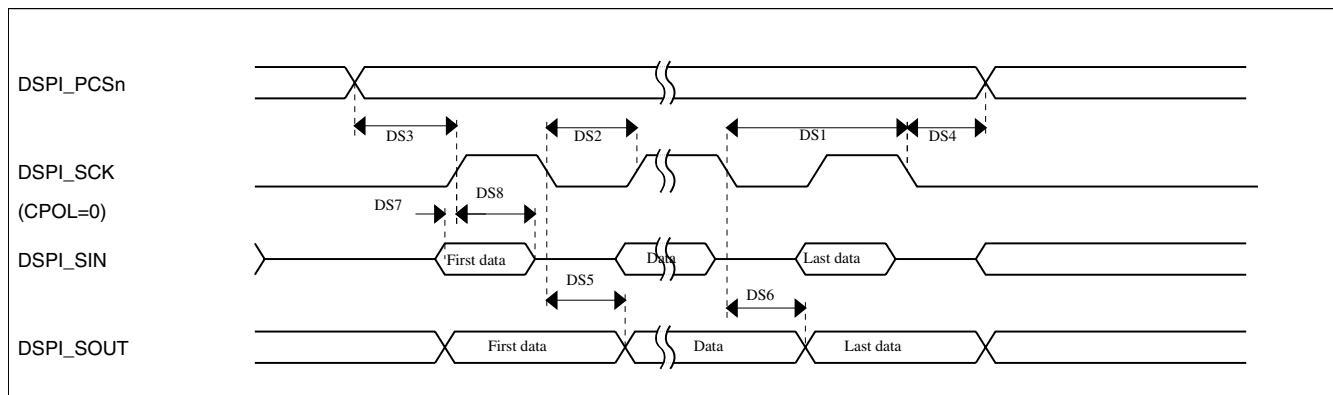 DSPI_PCSn
DS3
DS2
DS1
DS4
DSPI_SCK
(CPOL=0)
DS7
DS8
DSPI_SIN
First data
Data
Last data
DS5
DS6
DSPI_SOUT
First data
Data
Last data